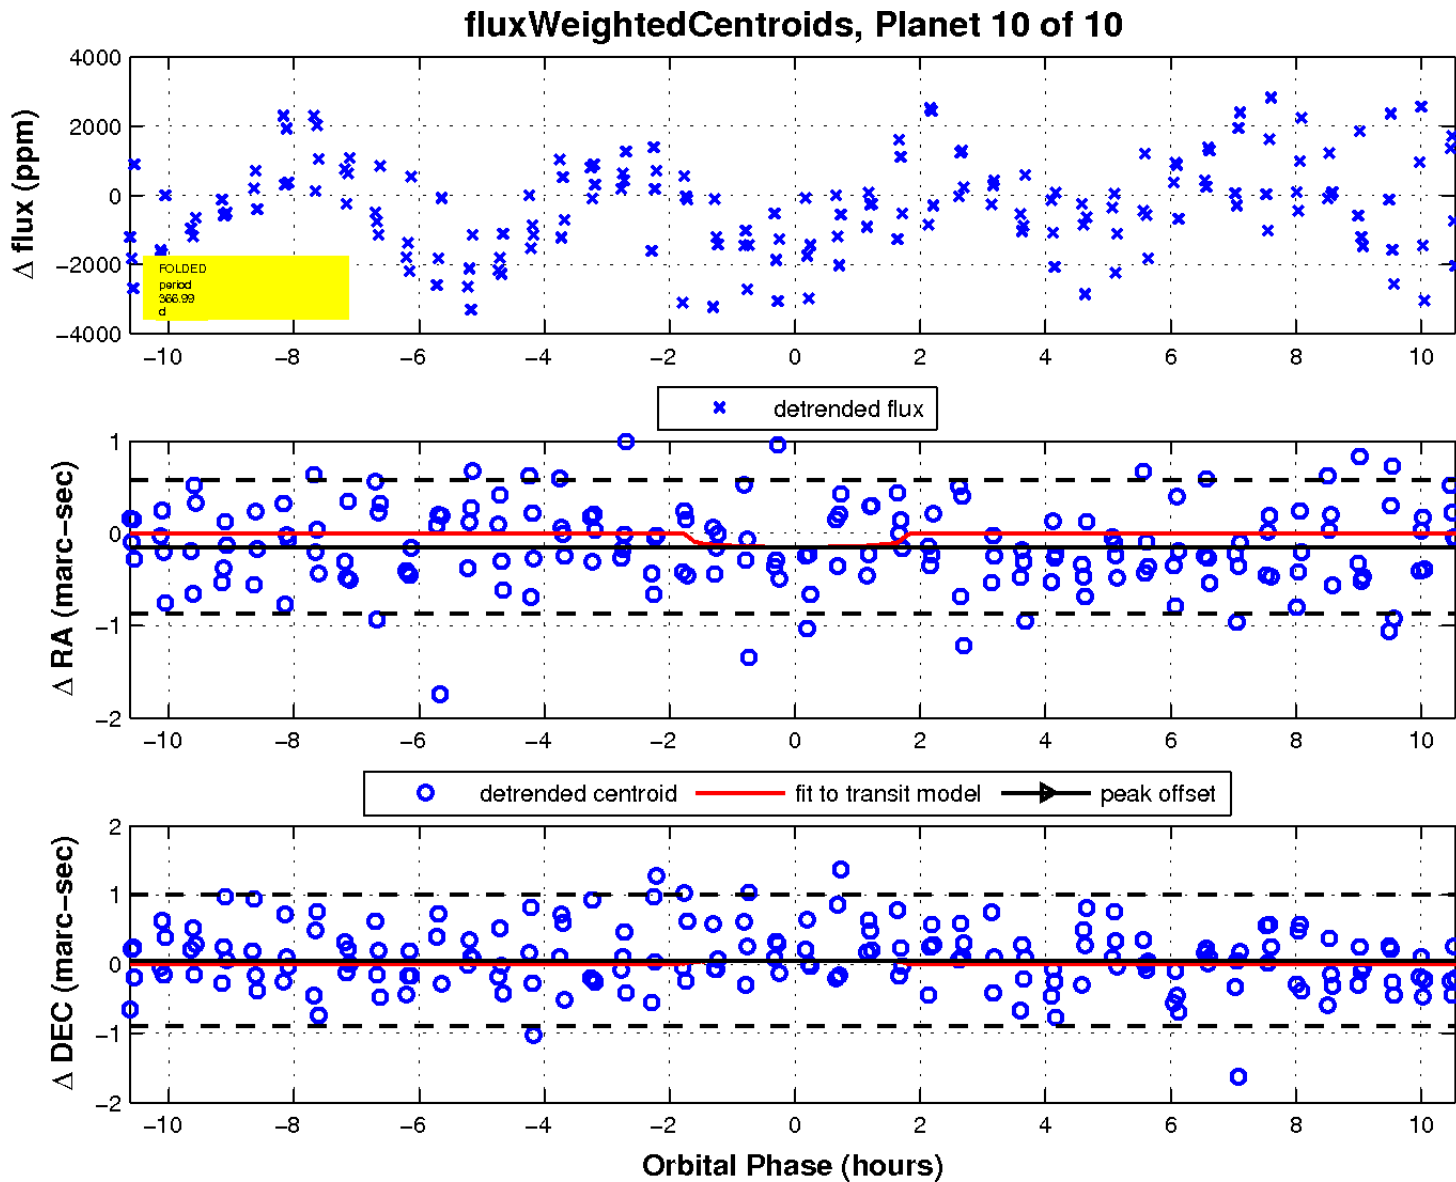 fluxWeightedCentroids, Planet 10 of 10
Δ flux (ppm)
4000
2000
0
−2000
−4000
FOLDED
period
366.99
d
−10 −8 −6 −4 −2 0 2 4 6 8 10
detrended flux
Δ RA (marc−sec)
1
0
−1
−2
−10 −8 −6 −4 −2 0 2 4 6 8 10
detrended centroid fit to transit model peak offset
Δ DEC (marc−sec)
2
1
0
−1
−2
−10 −8 −6 −4 −2 0 2 4 6 8 10
Orbital Phase (hours)